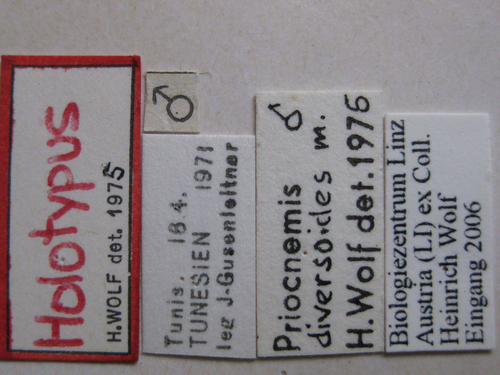 Holotypus
H. WOLF det. 1975
♂
Tunis. 18.4.
TUNESIEN 1971
leg J. Gusenleitner
♂
Priocnemis
diversoides m.
H. Wolf det. 1975
Biologiezentrum Linz
Austria (LI) ex Coll.
Heinrich Wolf
Eingang 2006